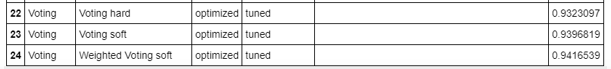 22 Voting Voting hard optimized tuned 0.9323097
23 Voting Voting soft optimized tuned 0.9396819
24 Voting Weighted Voting soft optimized tuned 0.9416539